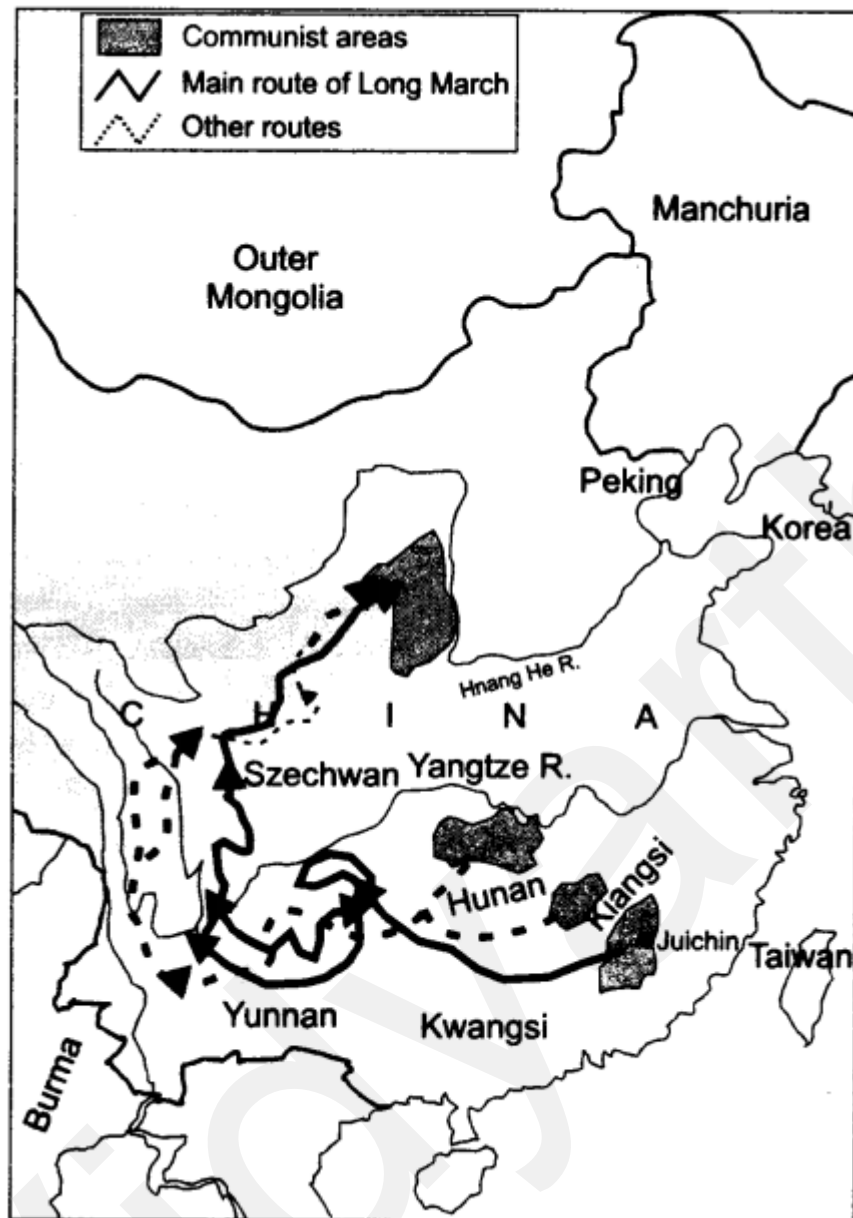 Communist areas
Main route of Long March
Other routes
Manchuria
Outer
Mongolia
Peking
Korea
Hnang He R.
C H I N A
Szechwan
Yangtze R.
Hunan
Kiangsi
Juichin
Taiwan
Yunnan
Kwangsi
Burma